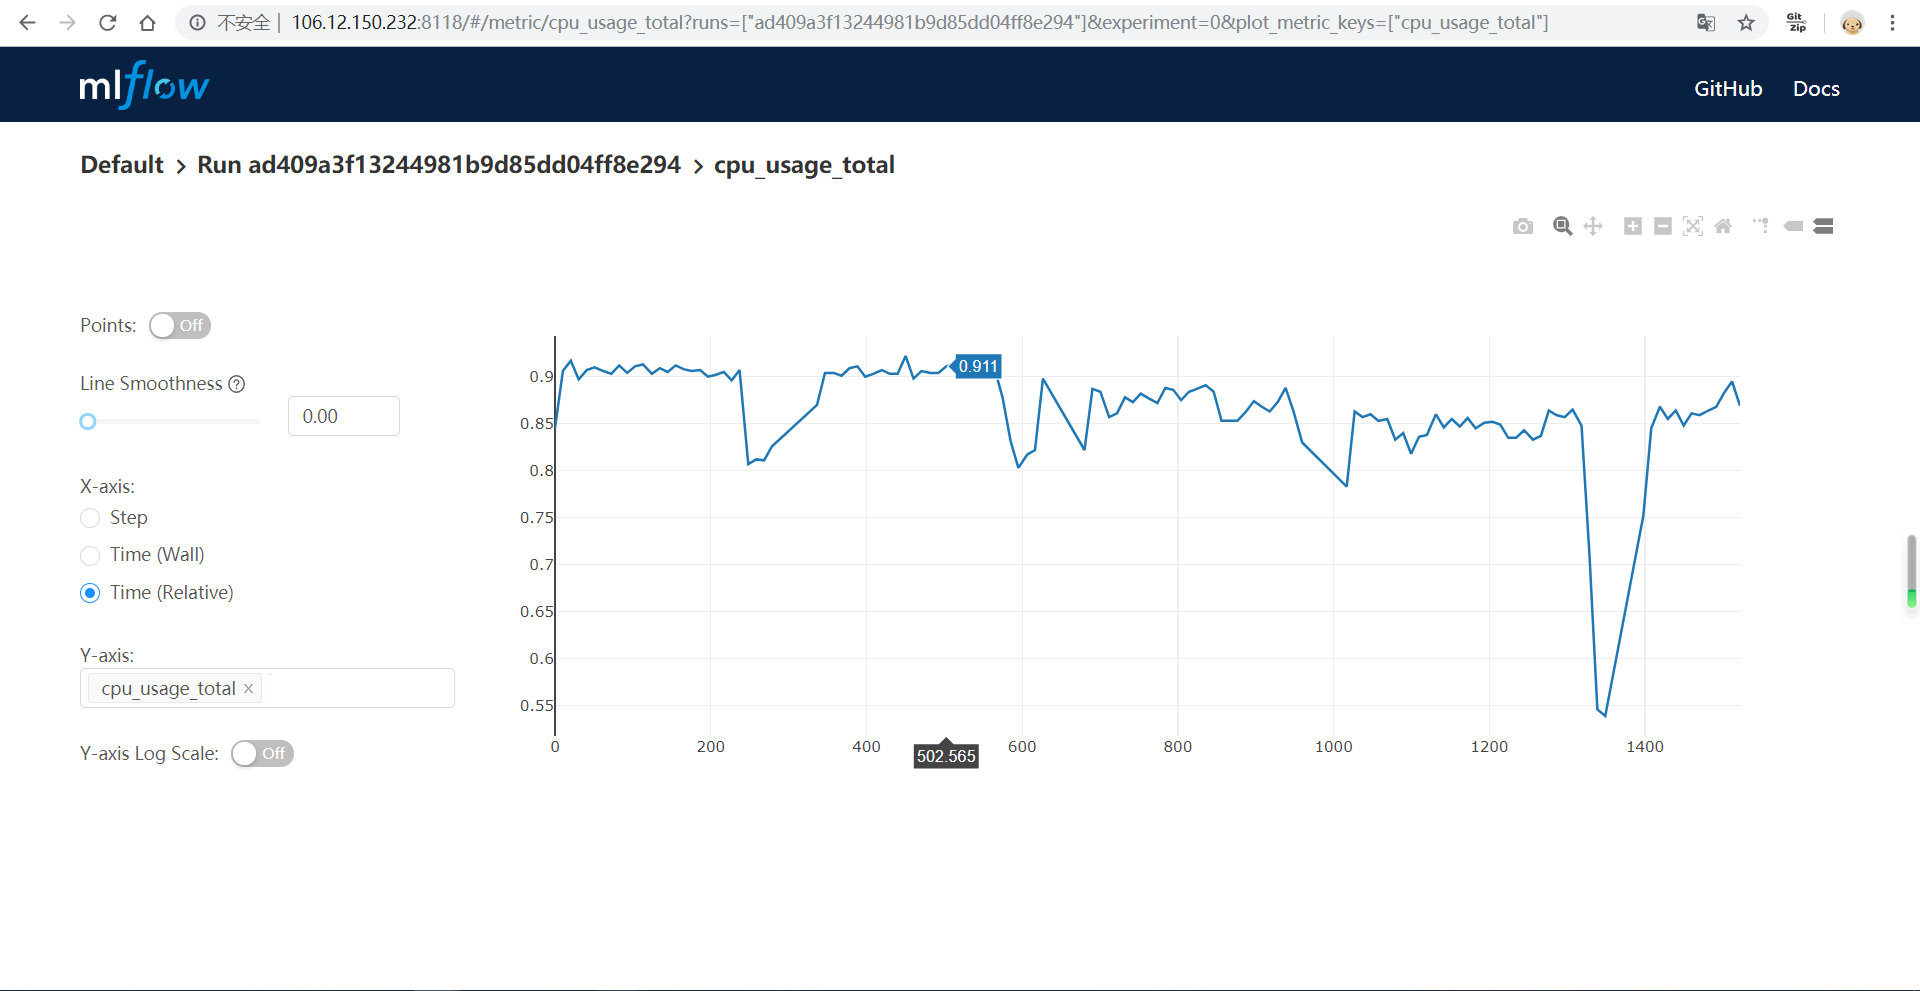 不安全 | 106.12.150.232:8118/#/metric/cpu_usage_total?runs=["ad409a3f13244981b9d85dd04ff8e294"]&experiment=0&plot_metric_keys=["cpu_usage_total"]
Git
Zip
mlflow
GitHub Docs
Default > Run ad409a3f13244981b9d85dd04ff8e294 > cpu_usage_total
Points: Off
Line Smoothness ?
0.00
X-axis:
Step
Time (Wall)
Time (Relative)
Y-axis:
cpu_usage_total ×
Y-axis Log Scale: Off
0.9
0.85
0.8
0.75
0.7
0.65
0.6
0.55
0.911
0 200 400 600 800 1000 1200 1400
502.565